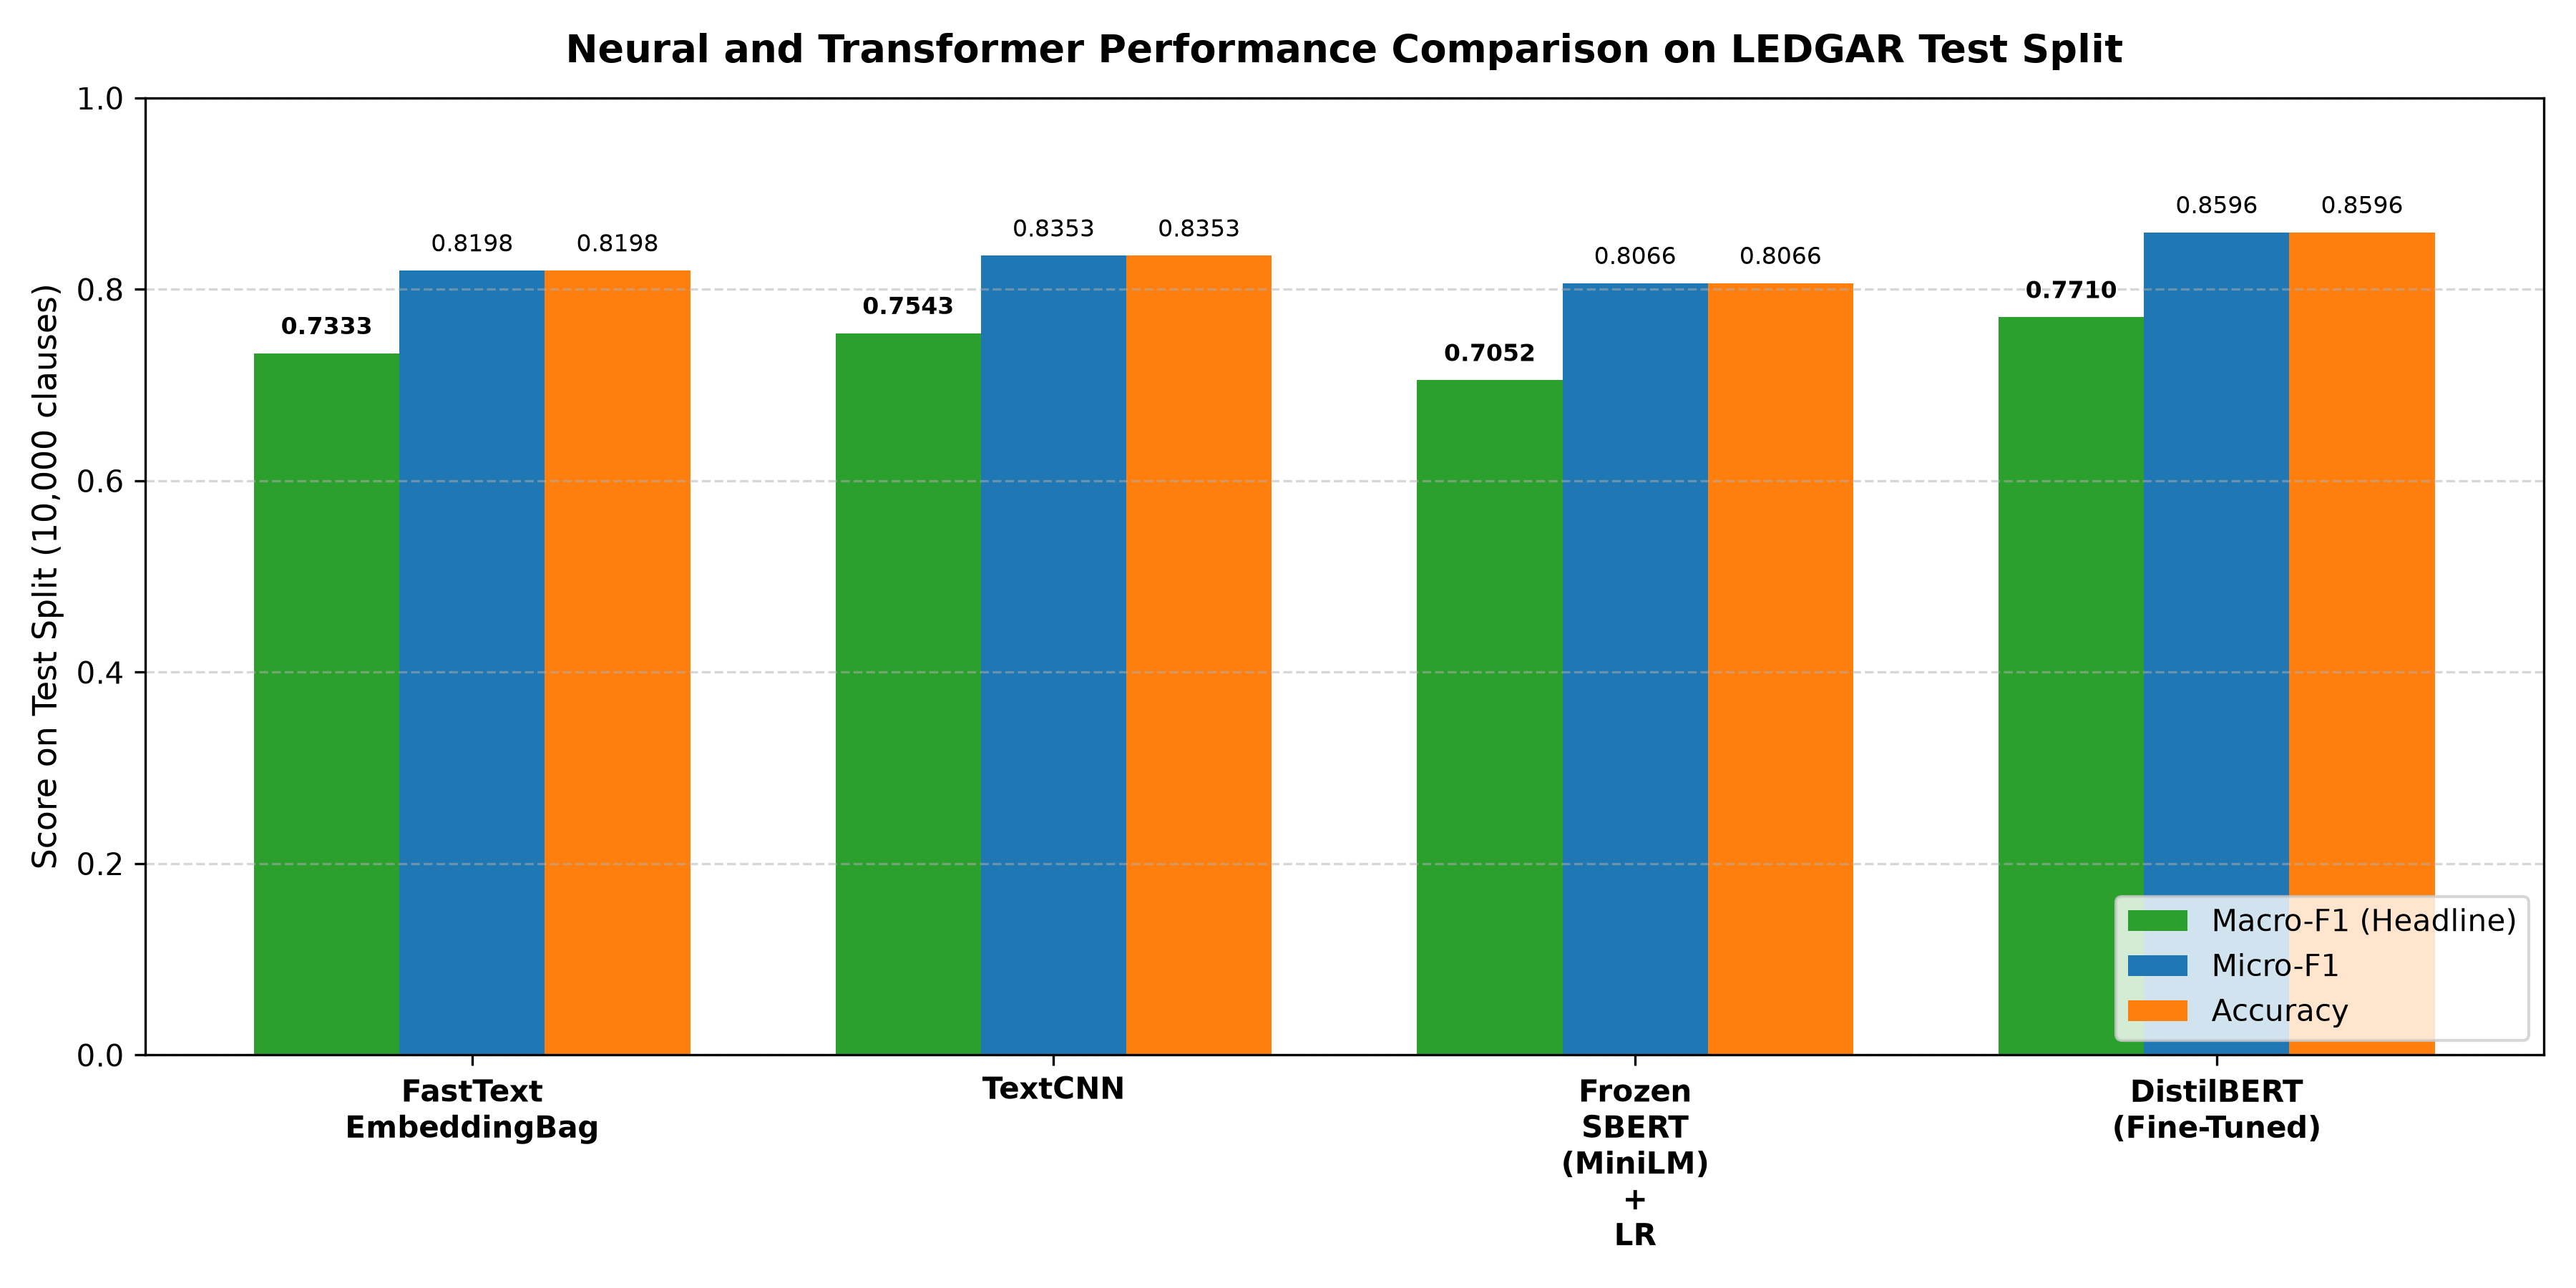 Neural and Transformer Performance Comparison on LEDGAR Test Split
Score on Test Split (10,000 clauses)
1.0
0.8
0.6
0.4
0.2
0.0
0.7333
0.8198
0.8198
0.7543
0.8353
0.8353
0.7052
0.8066
0.8066
0.7710
0.8596
0.8596
Macro-F1 (Headline)
Micro-F1
Accuracy
FastText
EmbeddingBag
TextCNN
Frozen
SBERT
(MiniLM)
+
LR
DistilBERT
(Fine-Tuned)